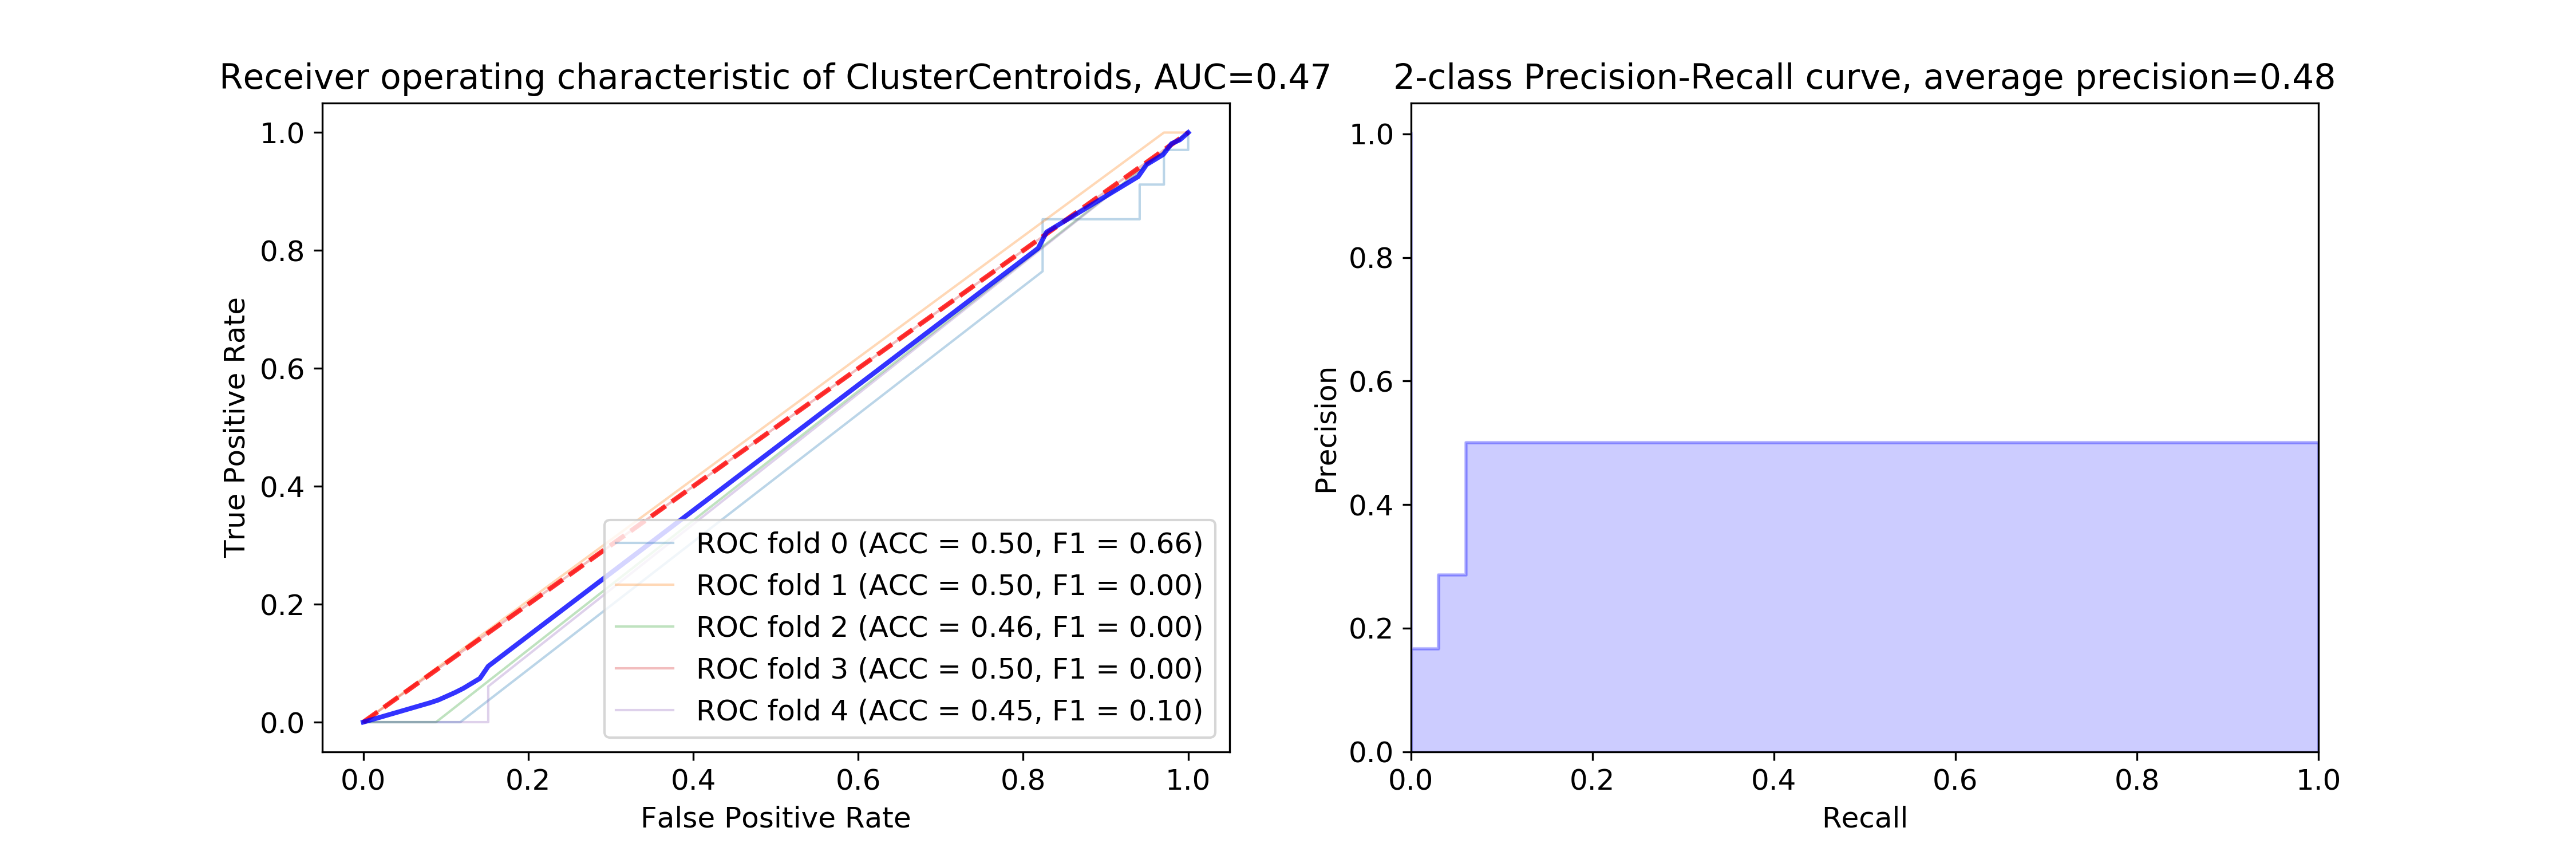 Receiver operating characteristic of ClusterCentroids, AUC=0.47
True Positive Rate
1.0
0.8
0.6
0.4
0.2
0.0
ROC fold 0 (ACC = 0.50, F1 = 0.66)
ROC fold 1 (ACC = 0.50, F1 = 0.00)
ROC fold 2 (ACC = 0.46, F1 = 0.00)
ROC fold 3 (ACC = 0.50, F1 = 0.00)
ROC fold 4 (ACC = 0.45, F1 = 0.10)
0.0 0.2 0.4 0.6 0.8 1.0
False Positive Rate
2-class Precision-Recall curve, average precision=0.48
Precision
1.0
0.8
0.6
0.4
0.2
0.0
0.0 0.2 0.4 0.6 0.8 1.0
Recall